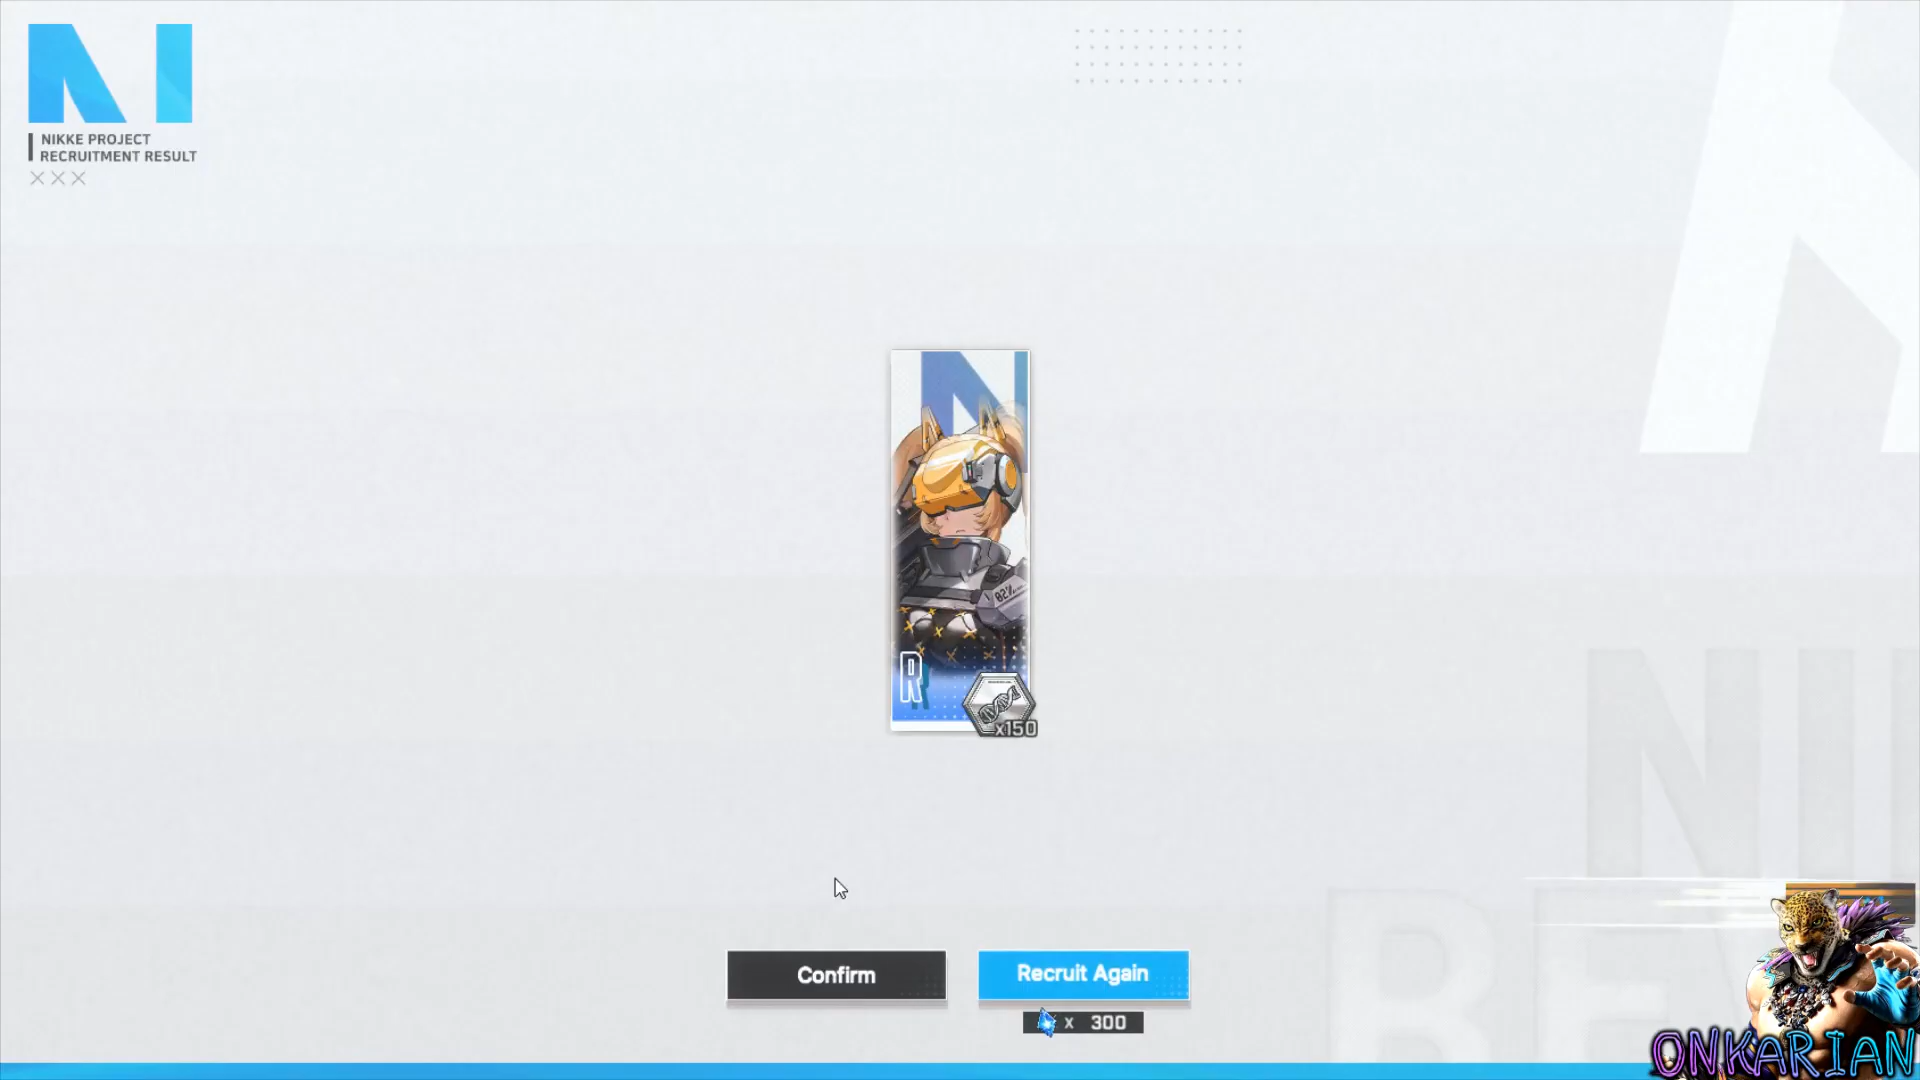 NIKKE PROJECT
RECRUITMENT RESULT
R
x150
Confirm
Recruit Again
x 300
ONKARIAN